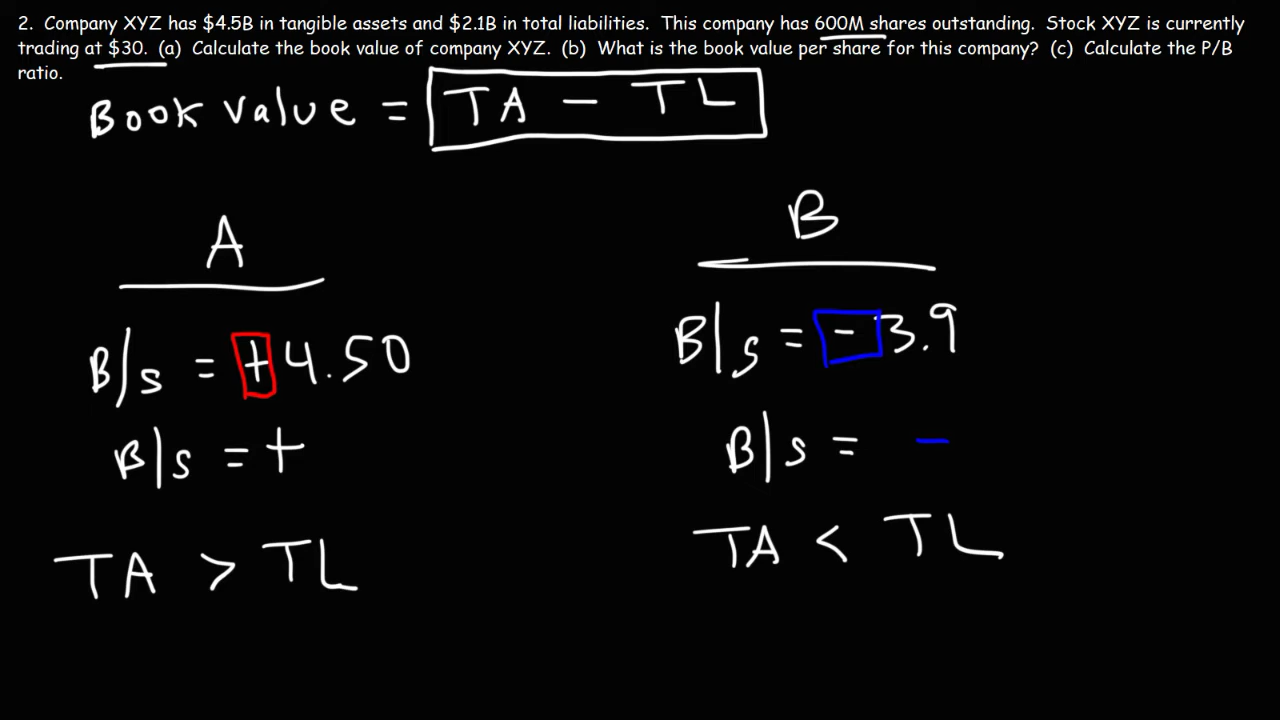 2. Company XYZ has $4.5B in tangible assets and $2.1B in total liabilities. This company has 600M shares outstanding. Stock XYZ is currently
trading at $30. (a) Calculate the book value of company XYZ. (b) What is the book value per share for this company? (c) Calculate the P/B
ratio.
Book value = TA - TL
A
B/s = +4.50
B/s = +
TA > TL
B
B/s = -3.9
B/s = -
TA < TL